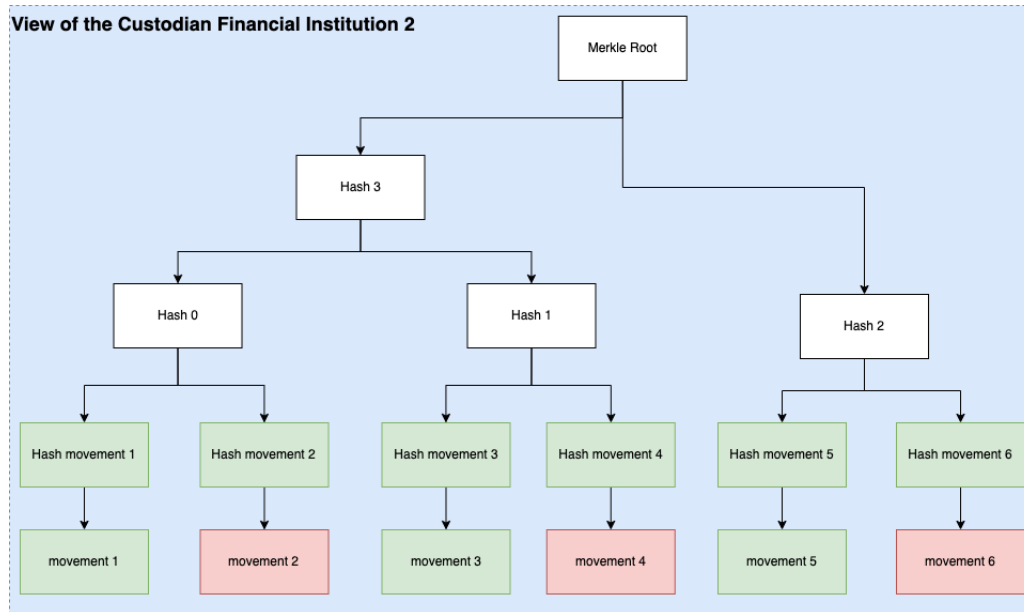 View of the Custodian Financial Institution 2
Merkle Root
Hash 3
Hash 0
Hash 1
Hash 2
Hash movement 1
Hash movement 2
Hash movement 3
Hash movement 4
Hash movement 5
Hash movement 6
movement 1
movement 2
movement 3
movement 4
movement 5
movement 6